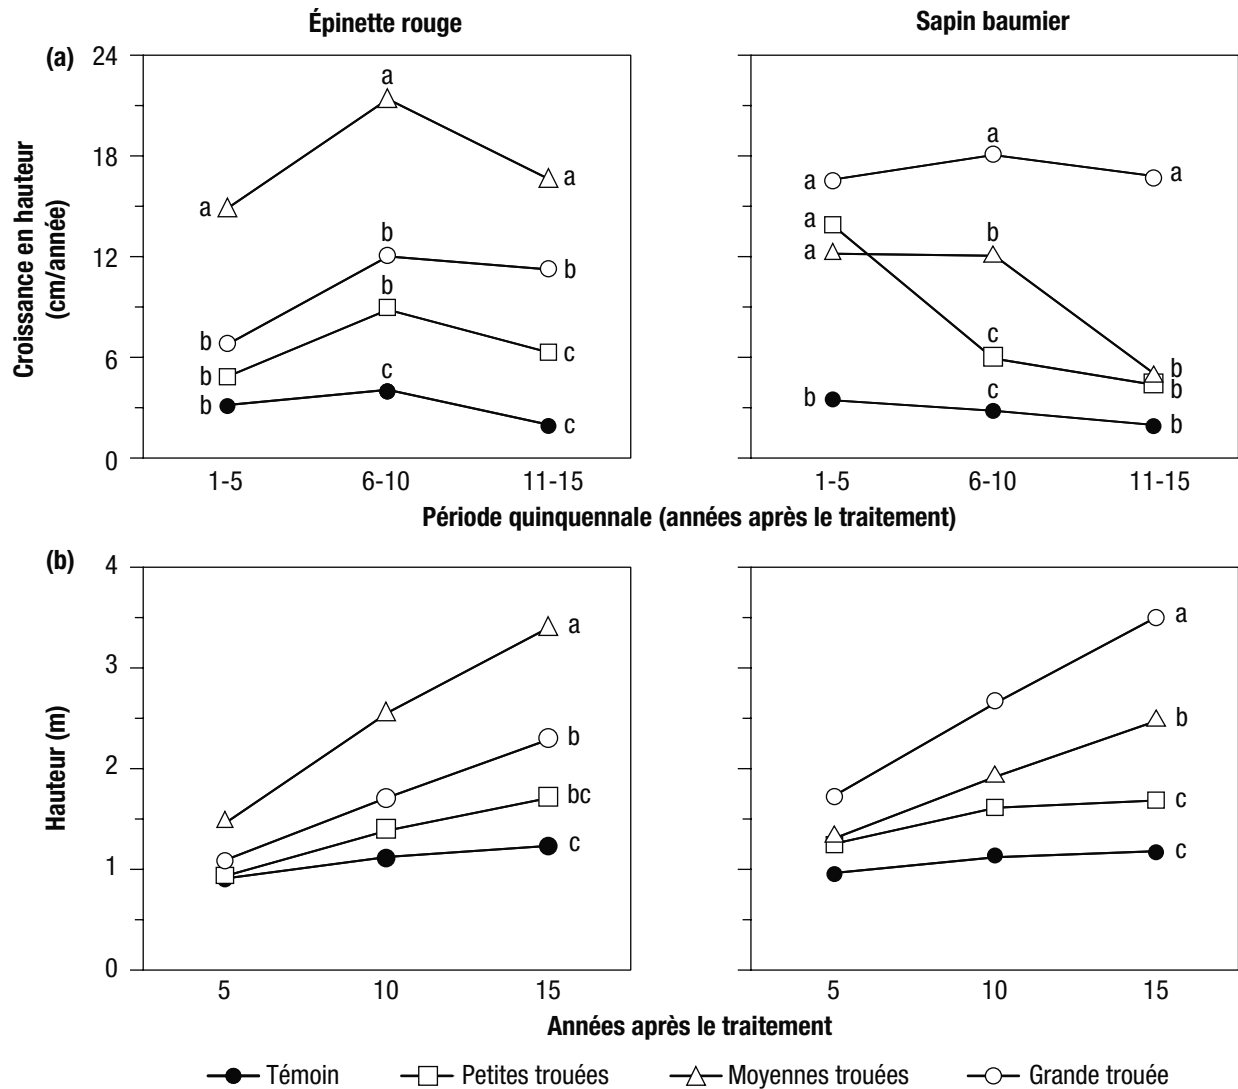 Épinette rouge
Sapin baumier
(a)
Croissance en hauteur
(cm/année)
24
18
12
6
0
a
a
a
b
b
b
b
b
c
b
c
c
a
a
a
a
a
b
c
b
b
b
c
b
1-5
6-10
11-15
1-5
6-10
11-15
Période quinquennale (années après le traitement)
(b)
Hauteur (m)
4
3
2
1
0
a
b
bc
c
a
b
c
c
5
10
15
5
10
15
Années après le traitement
Témoin
Petites trouées
Moyennes trouées
Grande trouée